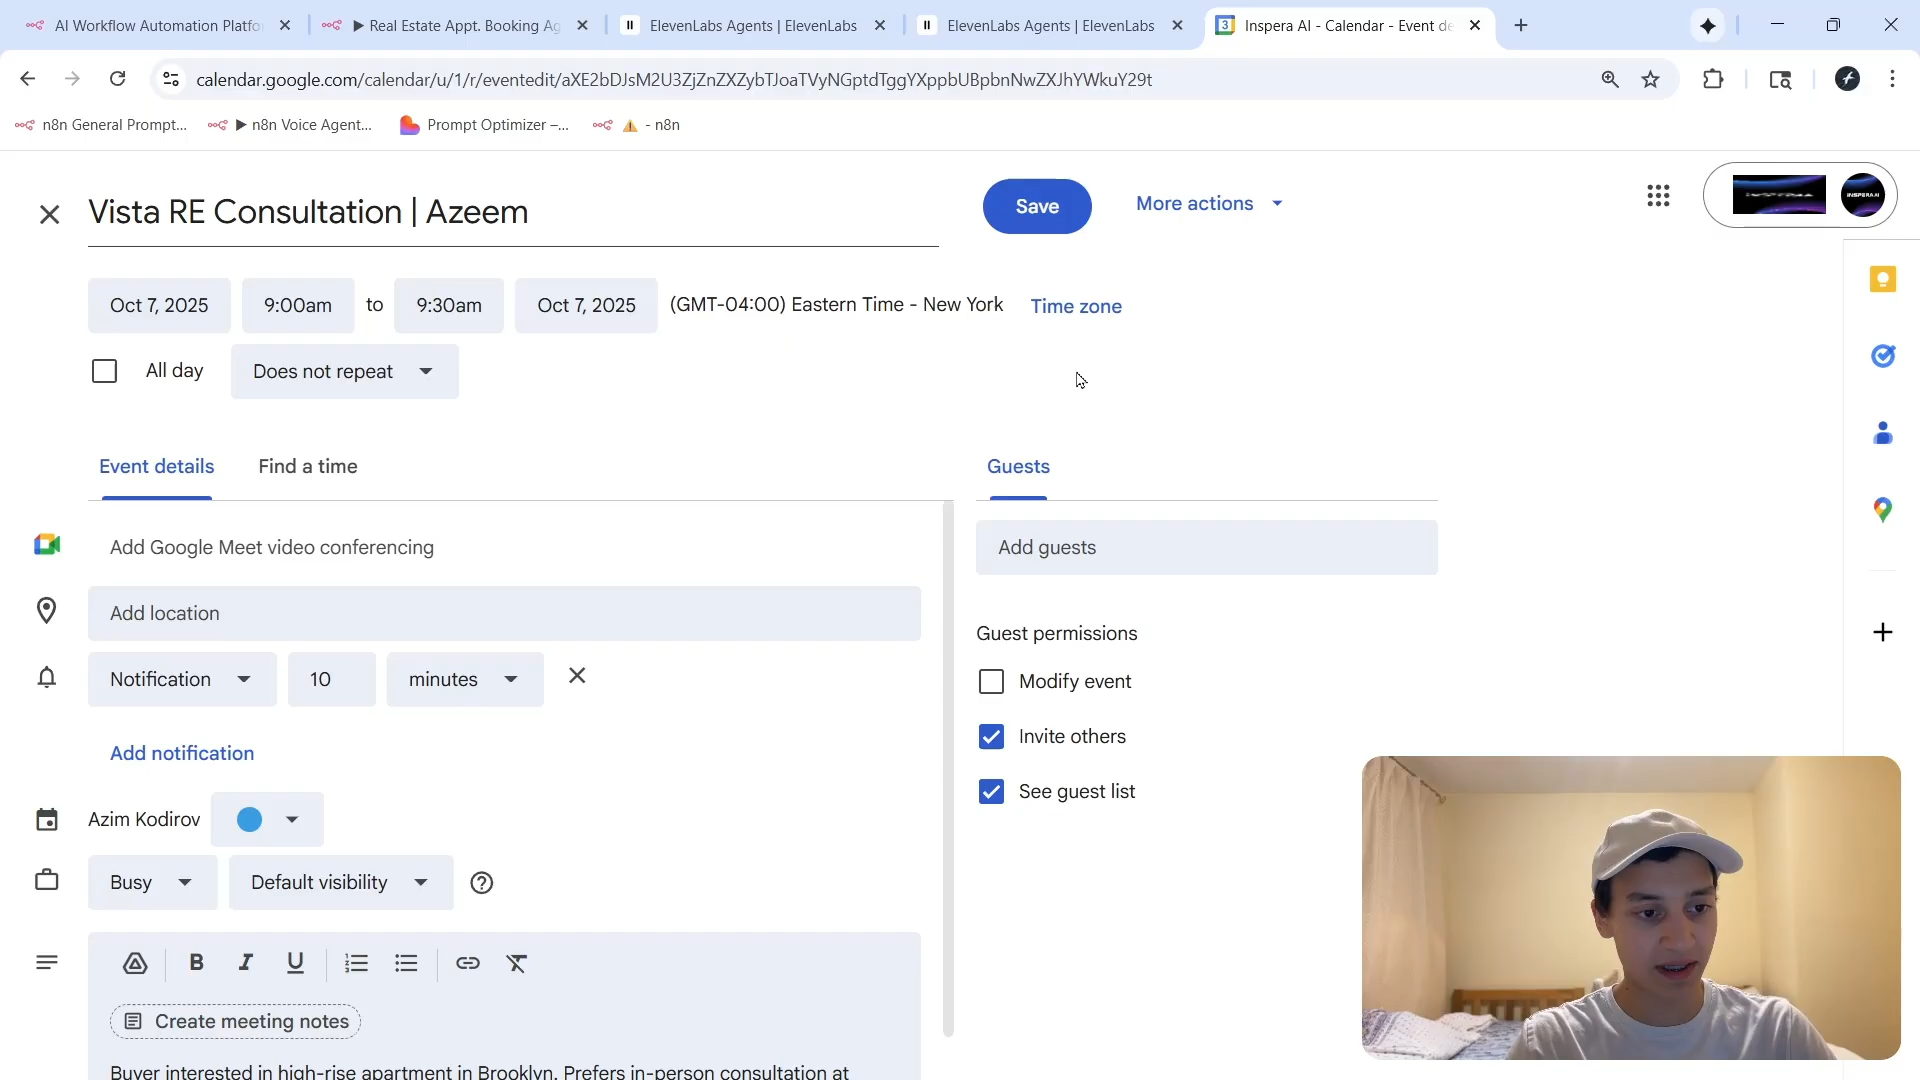 AI Workflow Automation Platfo
▶ Real Estate Appt. Booking Ag
ElevenLabs Agents | ElevenLabs
ElevenLabs Agents | ElevenLabs
3 Inspera AI - Calendar - Event de
calendar.google.com/calendar/u/1/r/eventedit/aXE2bDJsM2U3ZjZnZXZybTJoaTVyNGptdTggYXppbUBpbnNwZXJhYWkuY29t
n8n General Prompt...
▶ n8n Voice Agent...
Prompt Optimizer –...
- n8n
Vista RE Consultation | Azeem
Save
More actions
INSPERA AI
Oct 7, 2025 9:00am to 9:30am Oct 7, 2025 (GMT-04:00) Eastern Time - New York Time zone
All day Does not repeat
Event details Find a time
Guests
Add Google Meet video conferencing
Add guests
Add location
Guest permissions
Notification 10 minutes
Modify event
Invite others
Add notification
See guest list
Azim Kodirov
Busy Default visibility
B I U
Create meeting notes
Buyer interested in high-rise apartment in Brooklyn. Prefers in-person consultation at